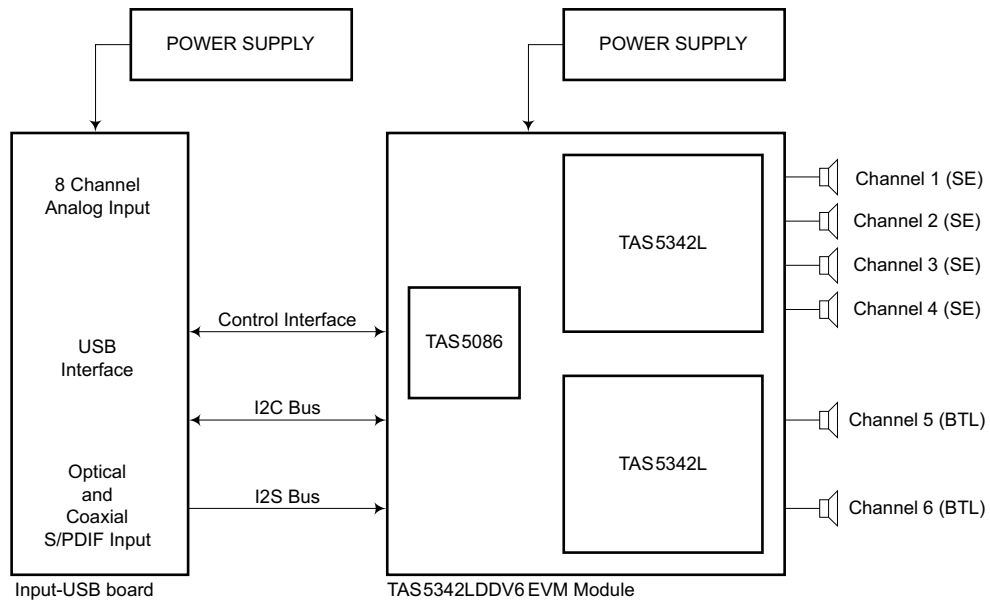 POWER SUPPLY
POWER SUPPLY
8 Channel
Analog Input
USB
Interface
Optical
and
Coaxial
S/PDIF Input
Input-USB board
Control Interface
I2C Bus
I2S Bus
TAS5086
TAS5342L
TAS5342L
TAS5342LDDV6 EVM Module
Channel 1 (SE)
Channel 2 (SE)
Channel 3 (SE)
Channel 4 (SE)
Channel 5 (BTL)
Channel 6 (BTL)